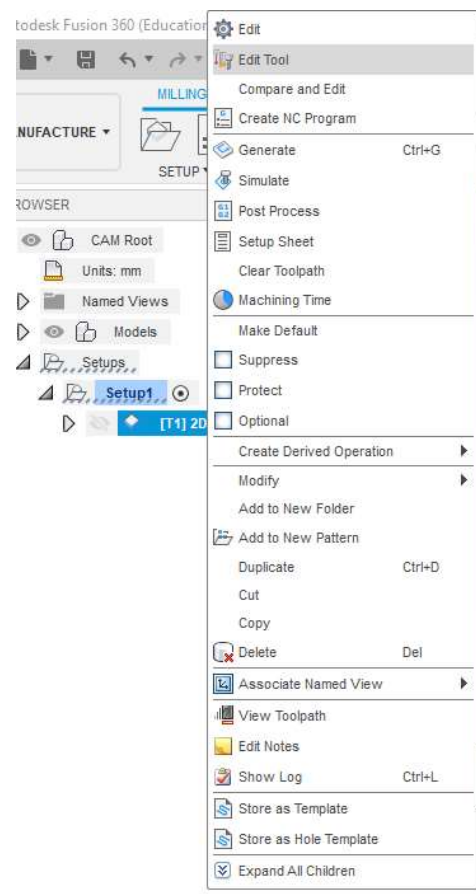 todesk Fusion 360 (Education
MILLING
NUFACTURE
SETUP
ROWSER
CAM Root
Units: mm
Named Views
Models
Setups
Setup1
[T1] 2D
Edit
Edit Tool
Compare and Edit
Create NC Program
Generate Ctrl+G
Simulate
G1
G2
Post Process
Setup Sheet
Clear Toolpath
Machining Time
Make Default
Suppress
Protect
Optional
Create Derived Operation
Modify
Add to New Folder
Add to New Pattern
Duplicate Ctrl+D
Cut
Copy
Delete Del
Associate Named View
View Toolpath
Edit Notes
Show Log Ctrl+L
Store as Template
Store as Hole Template
Expand All Children